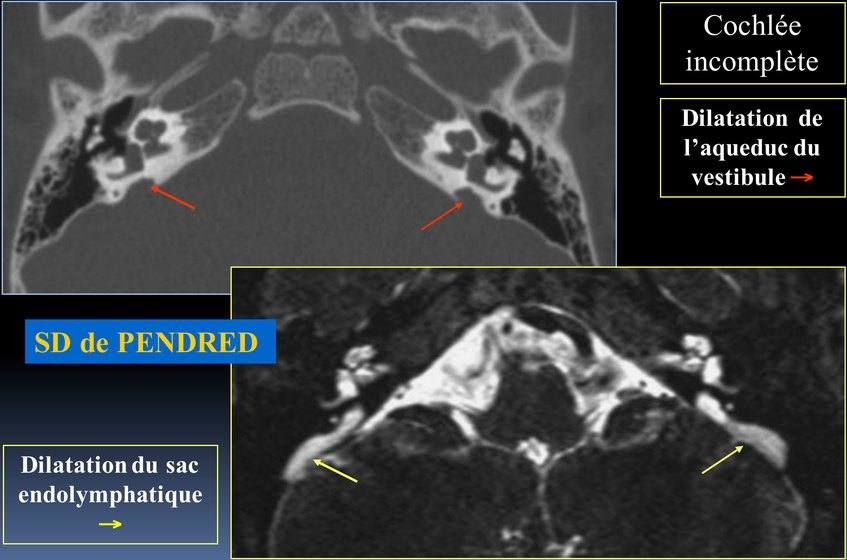 Cochlée
incomplète
Dilatation de
l’aqueduc du
vestibule →
SD de PENDRED
Dilatation du sac
endolymphatique
→